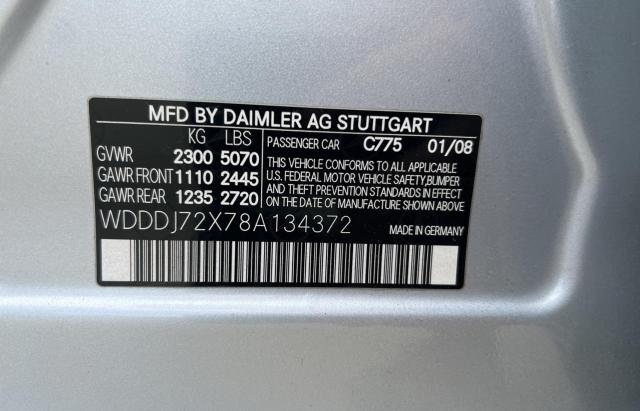 MFD BY DAIMLER AG STUTTGART
KG LBS
GVWR 2300 5070
GAWR FRONT 1110 2445
GAWR REAR 1235 2720
PASSENGER CAR C775 01/08
THIS VEHICLE CONFORMS TO ALL APPLICABLE
U.S. FEDERAL MOTOR VEHICLE SAFETY,BUMPER
AND THEFT PREVENTION STANDARDS IN EFFECT
ON THE DATE OF MANUFACTURE SHOWN ABOVE
WDDDJ72X78A134372
MADE IN GERMANY